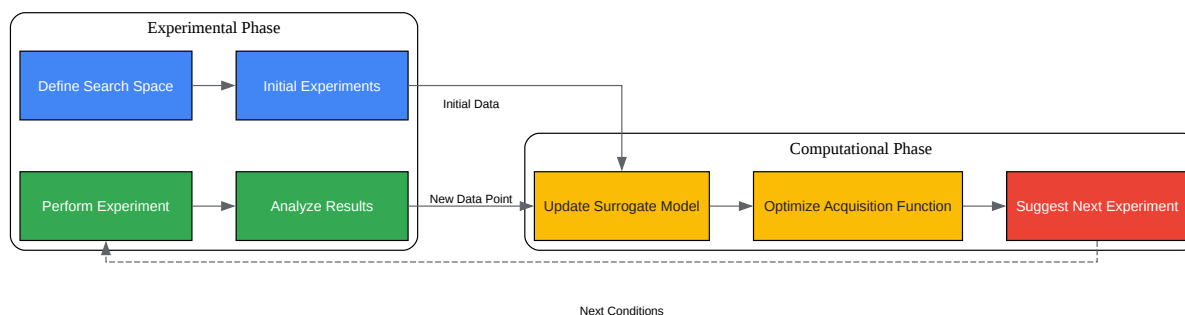 Experimental Phase
Define Search Space
Initial Experiments
Initial Data
Computational Phase
Perform Experiment
Analyze Results
New Data Point
Update Surrogate Model
Optimize Acquisition Function
Suggest Next Experiment
Next Conditions